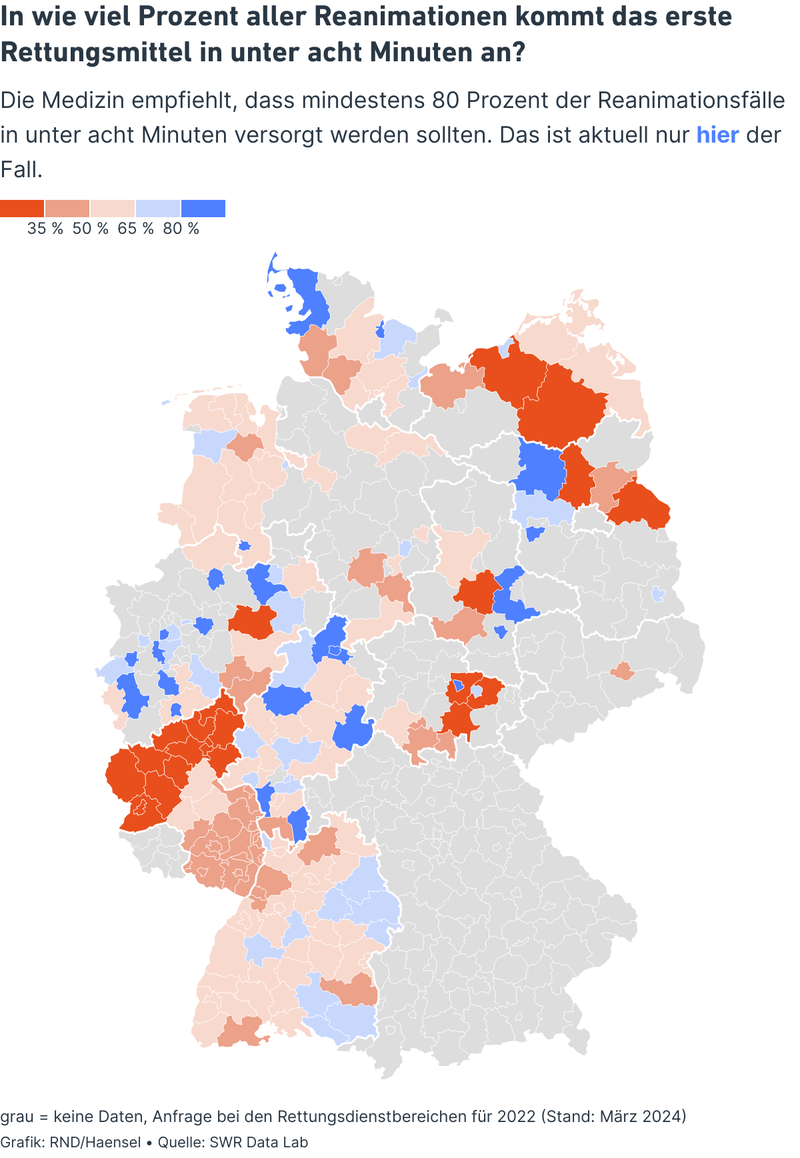 In wie viel Prozent aller Reanimationen kommt das erste
Rettungsmittel in unter acht Minuten an?
Die Medizin empfiehlt, dass mindestens 80 Prozent der Reanimationsfälle
in unter acht Minuten versorgt werden sollten. Das ist aktuell nur hier der
Fall.
35 % 50 % 65 % 80 %
grau = keine Daten, Anfrage bei den Rettungsdienstbereichen für 2022 (Stand: März 2024)
Grafik: RND/Haensel • Quelle: SWR Data Lab